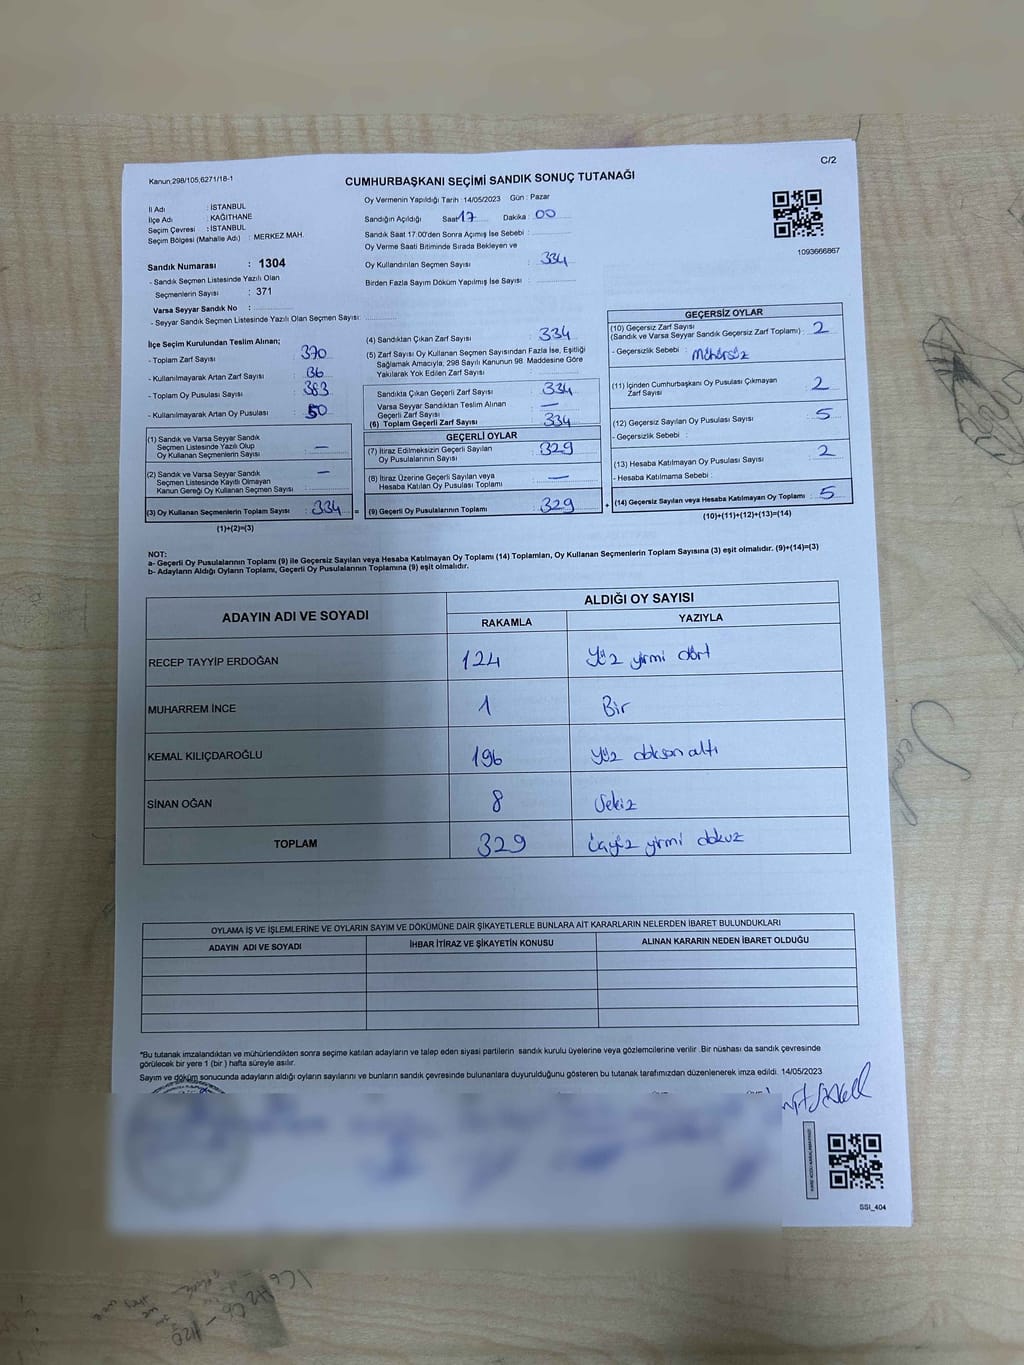 C/2
Kanun;298/105,6271/18-1
CUMHURBAŞKANI SEÇİMİ SANDIK SONUÇ TUTANAĞI
İl Adı : İSTANBUL
İlçe Adı : KAĞITHANE
Seçim Çevresi : İSTANBUL
Seçim Bölgesi (Mahalle Adı) : MERKEZ MAH.
Oy Vermenin Yapıldığı Tarih : 14/05/2023 Gün : Pazar
Sandığın Açıldığı Saat 17 Dakika : 00
Sandık Saat 17:00'den Sonra Açımış İse Sebebi :
Oy Verme Saati Bitiminde Sırada Bekleyen ve
Oy Kullandırılan Seçmen Sayısı : 334
Birden Fazla Sayım Döküm Yapılmış İse Sayısı :
1093666867
Sandık Numarası : 1304
- Sandık Seçmen Listesinde Yazılı Olan
Seçmenlerin Sayısı : 371
Varsa Seyyar Sandık No :
- Seyyar Sandık Seçmen Listesinde Yazılı Olan Seçmen Sayısı:
İlçe Seçim Kurulundan Teslim Alınan;
- Toplam Zarf Sayısı : 370
- Kullanılmayarak Artan Zarf Sayısı : 36
- Toplam Oy Pusulası Sayısı : 383
- Kullanılmayarak Artan Oy Pusulası : 50
(1) Sandık ve Varsa Seyyar Sandık
Seçmen Listesinde Yazılı Olup
Oy Kullanan Seçmenlerin Sayısı : —
(2) Sandık ve Varsa Seyyar Sandık
Seçmen Listesinde Kayıtlı Olmayan
Kanun Gereği Oy Kullanan Seçmen Sayısı : —
(3) Oy Kullanan Seçmenlerin Toplam Sayısı : 334 =
(1)+(2)=(3)
(4) Sandıktan Çıkan Zarf Sayısı : 334
(5) Zarf Sayısı Oy Kullanan Seçmen Sayısından Fazla İse, Eşitliği
Sağlamak Amacıyla; 298 Sayılı Kanunun 98. Maddesine Göre
Yakılarak Yok Edilen Zarf Sayısı :
Sandıkta Çıkan Geçerli Zarf Sayısı : 334
Varsa Seyyar Sandıktan Teslim Alınan
Geçerli Zarf Sayısı : —
(6) Toplam Geçerli Zarf Sayısı : 334
GEÇERLİ OYLAR
(7) İtiraz Edilmeksizin Geçerli Sayılan
Oy Pusulalarının Sayısı : 329
(8) İtiraz Üzerine Geçerli Sayılan veya
Hesaba Katılan Oy Pusulası Toplamı : —
(9) Geçerli Oy Pusulalarının Toplamı : 329 +
GEÇERSİZ OYLAR
(10) Geçersiz Zarf Sayısı
(Sandık ve Varsa Seyyar Sandık Geçersiz Zarf Toplamı) : 2
- Geçersizlik Sebebi : Mühürsüz
(11) İçinden Cumhurbaşkanı Oy Pusulası Çıkmayan
Zarf Sayısı : 2
(12) Geçersiz Sayılan Oy Pusulası Sayısı : 5
- Geçersizlik Sebebi :
(13) Hesaba Katılmayan Oy Pusulası Sayısı : 2
- Hesaba Katılmama Sebebi :
(14) Geçersiz Sayılan veya Hesaba Katılmayan Oy Toplamı : 5
(10)+(11)+(12)+(13)=(14)
NOT:
a- Geçerli Oy Pusulalarının Toplamı (9) ile Geçersiz Sayılan veya Hesaba Katılmayan Oy Toplamı (14) Toplamları, Oy Kullanan Seçmenlerin Toplam Sayısına (3) eşit olmalıdır. (9)+(14)=(3)
b- Adayların Aldığı Oyların Toplamı, Geçerli Oy Pusulalarının Toplamına (9) eşit olmalıdır.
ADAYIN ADI VE SOYADI ALDIĞI OY SAYISI
RAKAMLA YAZIYLA
RECEP TAYYİP ERDOĞAN 124 Yüz yirmi dört
MUHARREM İNCE 1 Bir
KEMAL KILIÇDAROĞLU 196 Yüz doksan altı
SİNAN OĞAN 8 Sekiz
TOPLAM 329 üçyüz yirmi dokuz
OYLAMA İŞ VE İŞLEMLERİNE VE OYLARIN SAYIM VE DÖKÜMÜNE DAİR ŞİKAYETLERLE BUNLARA AİT KARARLARIN NELERDEN İBARET BULUNDUKLARI
ADAYIN ADI VE SOYADI İHBAR İTİRAZ VE ŞİKAYETİN KONUSU ALINAN KARARIN NEDEN İBARET OLDUĞU
*Bu tutanak imzalandıktan ve mühürlendikten sonra seçime katılan adayların ve talep eden siyasi partilerin sandık kurulu üyelerine veya gözlemcilerine verilir. Bir nüshası da sandık çevresinde
görülecek bir yere 1 (bir) hafta süreyle asılır.
Sayım ve döküm sonucunda adayların aldığı oyların sayılarını ve bunların sandık çevresinde bulunanlara duyurulduğunu gösteren bu tutanak tarafımızdan düzenlenerek imza edildi. 14/05/2023
SSI_404